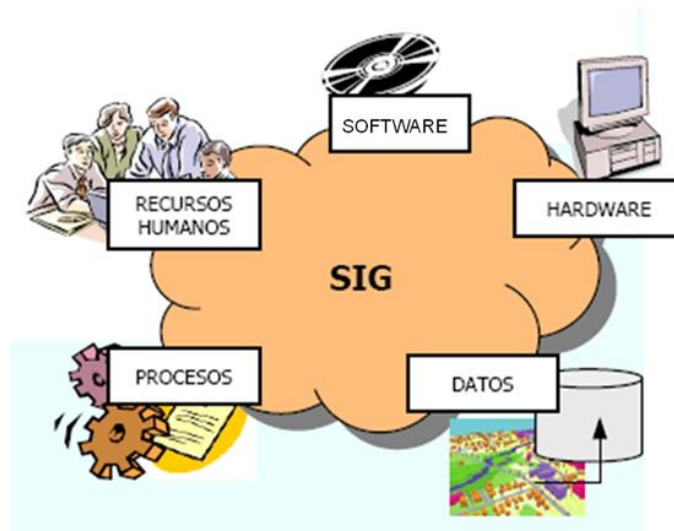 SOFTWARE
RECURSOS
HUMANOS
HARDWARE
SIG
PROCESOS
DATOS